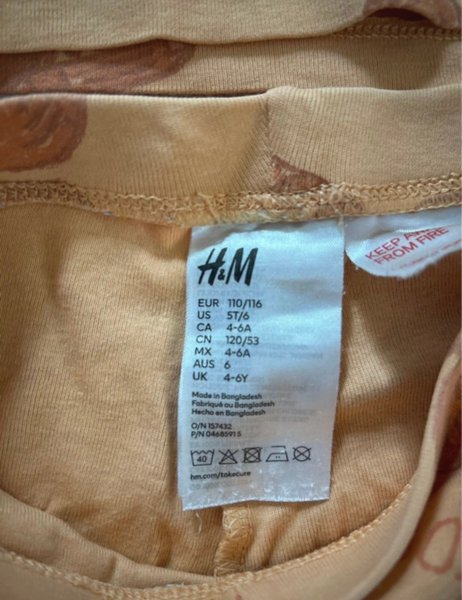 H&M
EUR 110/116
US 5T/6
CA 4-6A
CN 120/53
MX 4-6A
AUS 6
UK 4-6Y
Made in Bangladesh
Fabriqué au Bangladesh
Hecho en Bangladesh
O/N 157432
P/N 04685915
40
hm.com/takecare
KEEP
FROM FIRE